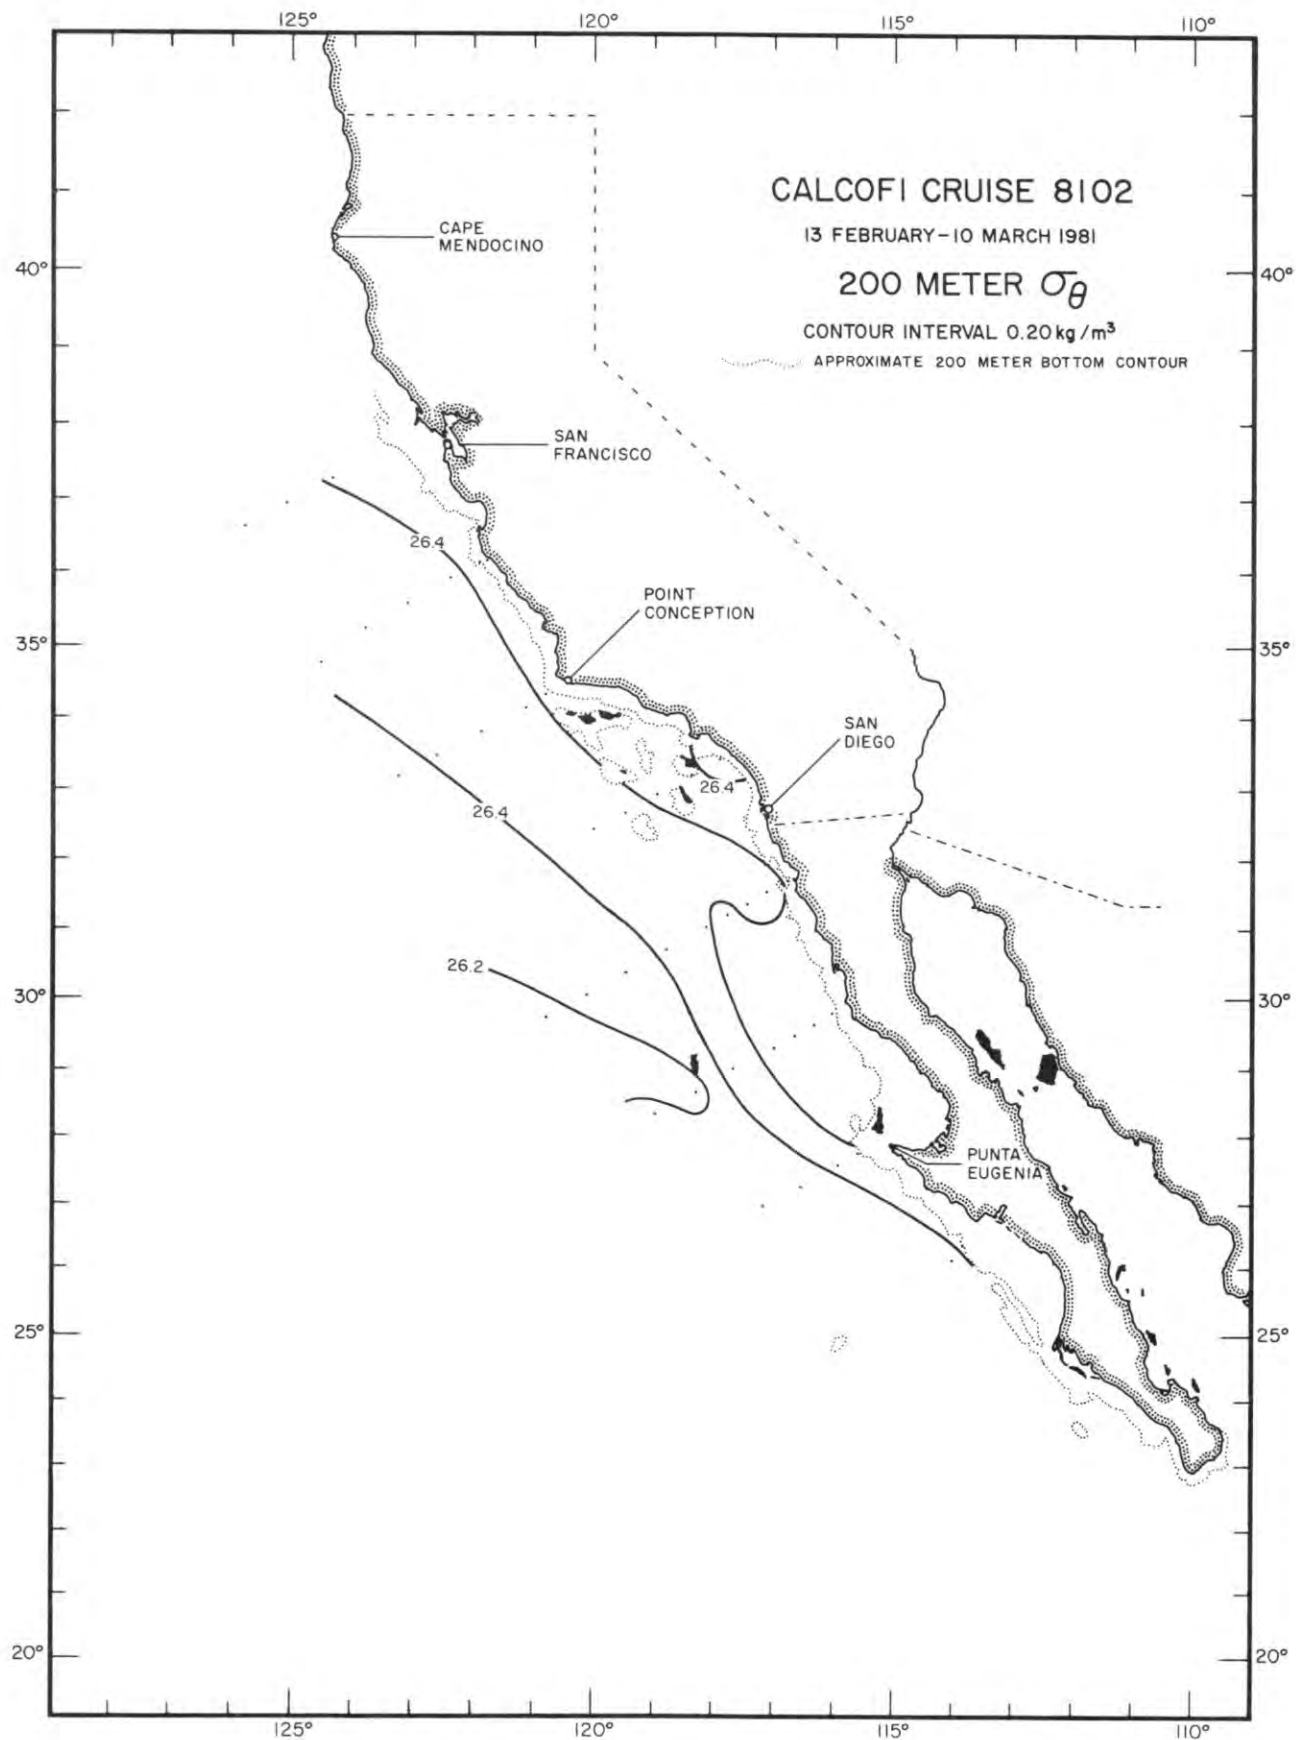 125°
120°
115°
110°
CALCOFI CRUISE 8102
13 FEBRUARY-10 MARCH 1981
200 METER σθ
CONTOUR INTERVAL 0.20 kg/m³
APPROXIMATE 200 METER BOTTOM CONTOUR
CAPE
MENDOCINO
40°
40°
SAN
FRANCISCO
26.4
POINT
CONCEPTION
35°
35°
SAN
DIEGO
26.4
26.4
26.2
30°
30°
PUNTA
EUGENIA
25°
25°
20°
20°
125°
120°
115°
110°